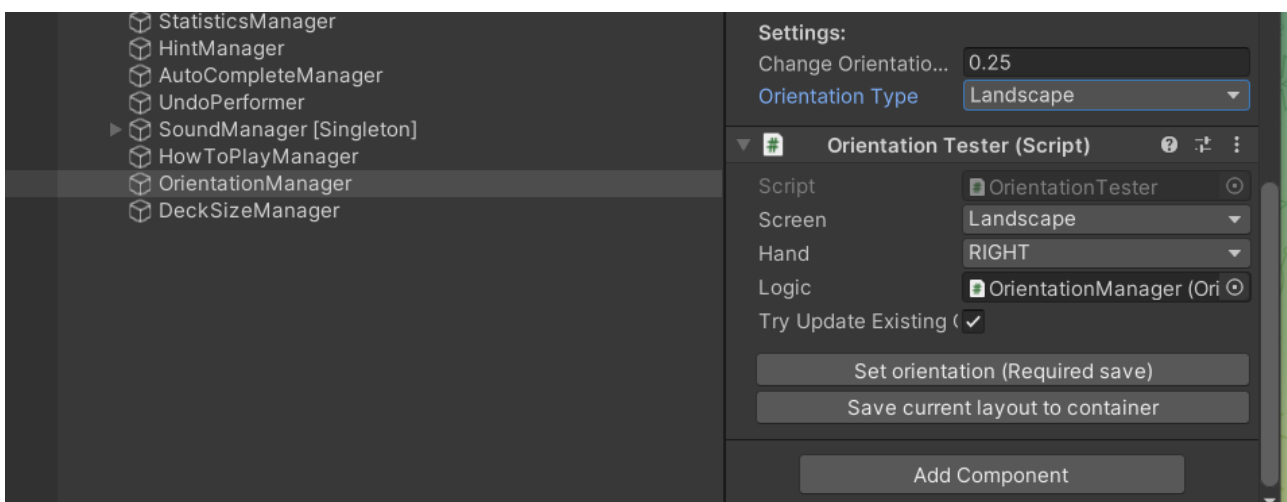 StatisticsManager
HintManager
AutoCompleteManager
UndoPerformer
SoundManager [Singleton]
HowToPlayManager
OrientationManager
DeckSizeManager
Settings:
Change Orientatio... 0.25
Orientation Type Landscape
# Orientation Tester (Script)
Script # OrientationTester
Screen Landscape
Hand RIGHT
Logic # OrientationManager (Ori
Try Update Existing (
Set orientation (Required save)
Save current layout to container
Add Component